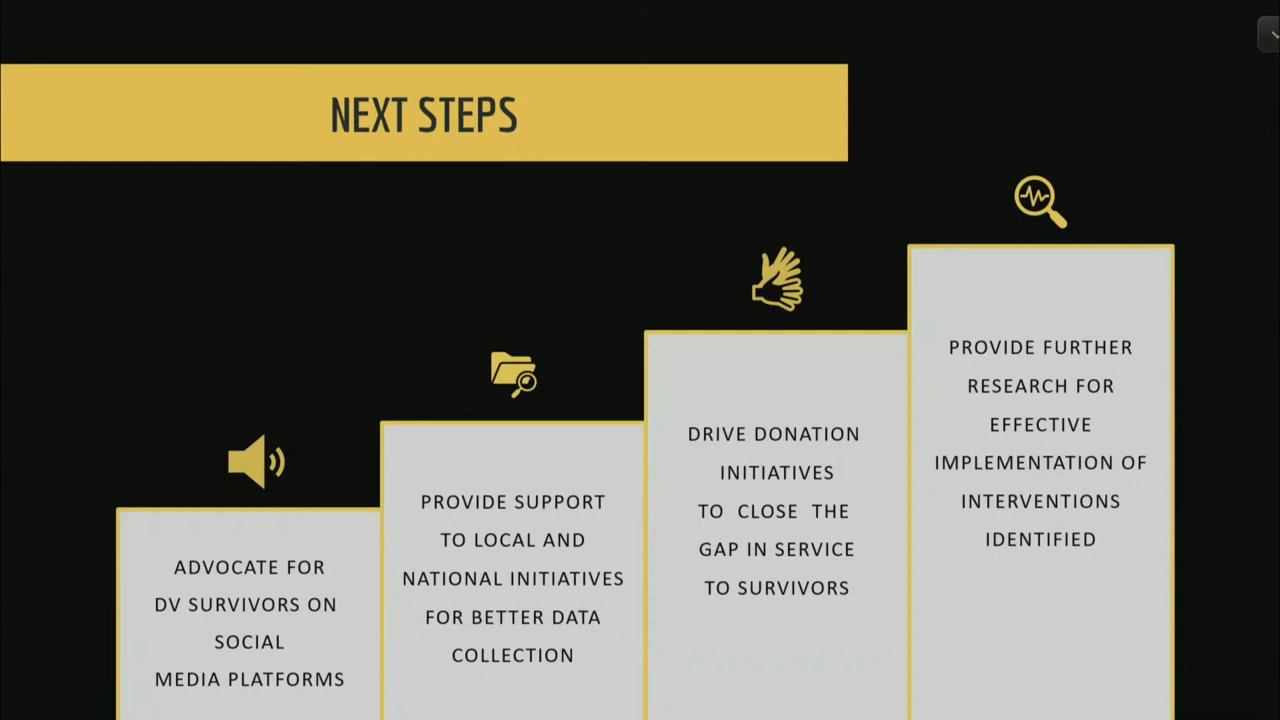 NEXT STEPS
ADVOCATE FOR
DV SURVIVORS ON
SOCIAL
MEDIA PLATFORMS
PROVIDE SUPPORT
TO LOCAL AND
NATIONAL INITIATIVES
FOR BETTER DATA
COLLECTION
DRIVE DONATION
INITIATIVES
TO CLOSE THE
GAP IN SERVICE
TO SURVIVORS
PROVIDE FURTHER
RESEARCH FOR
EFFECTIVE
IMPLEMENTATION OF
INTERVENTIONS
IDENTIFIED